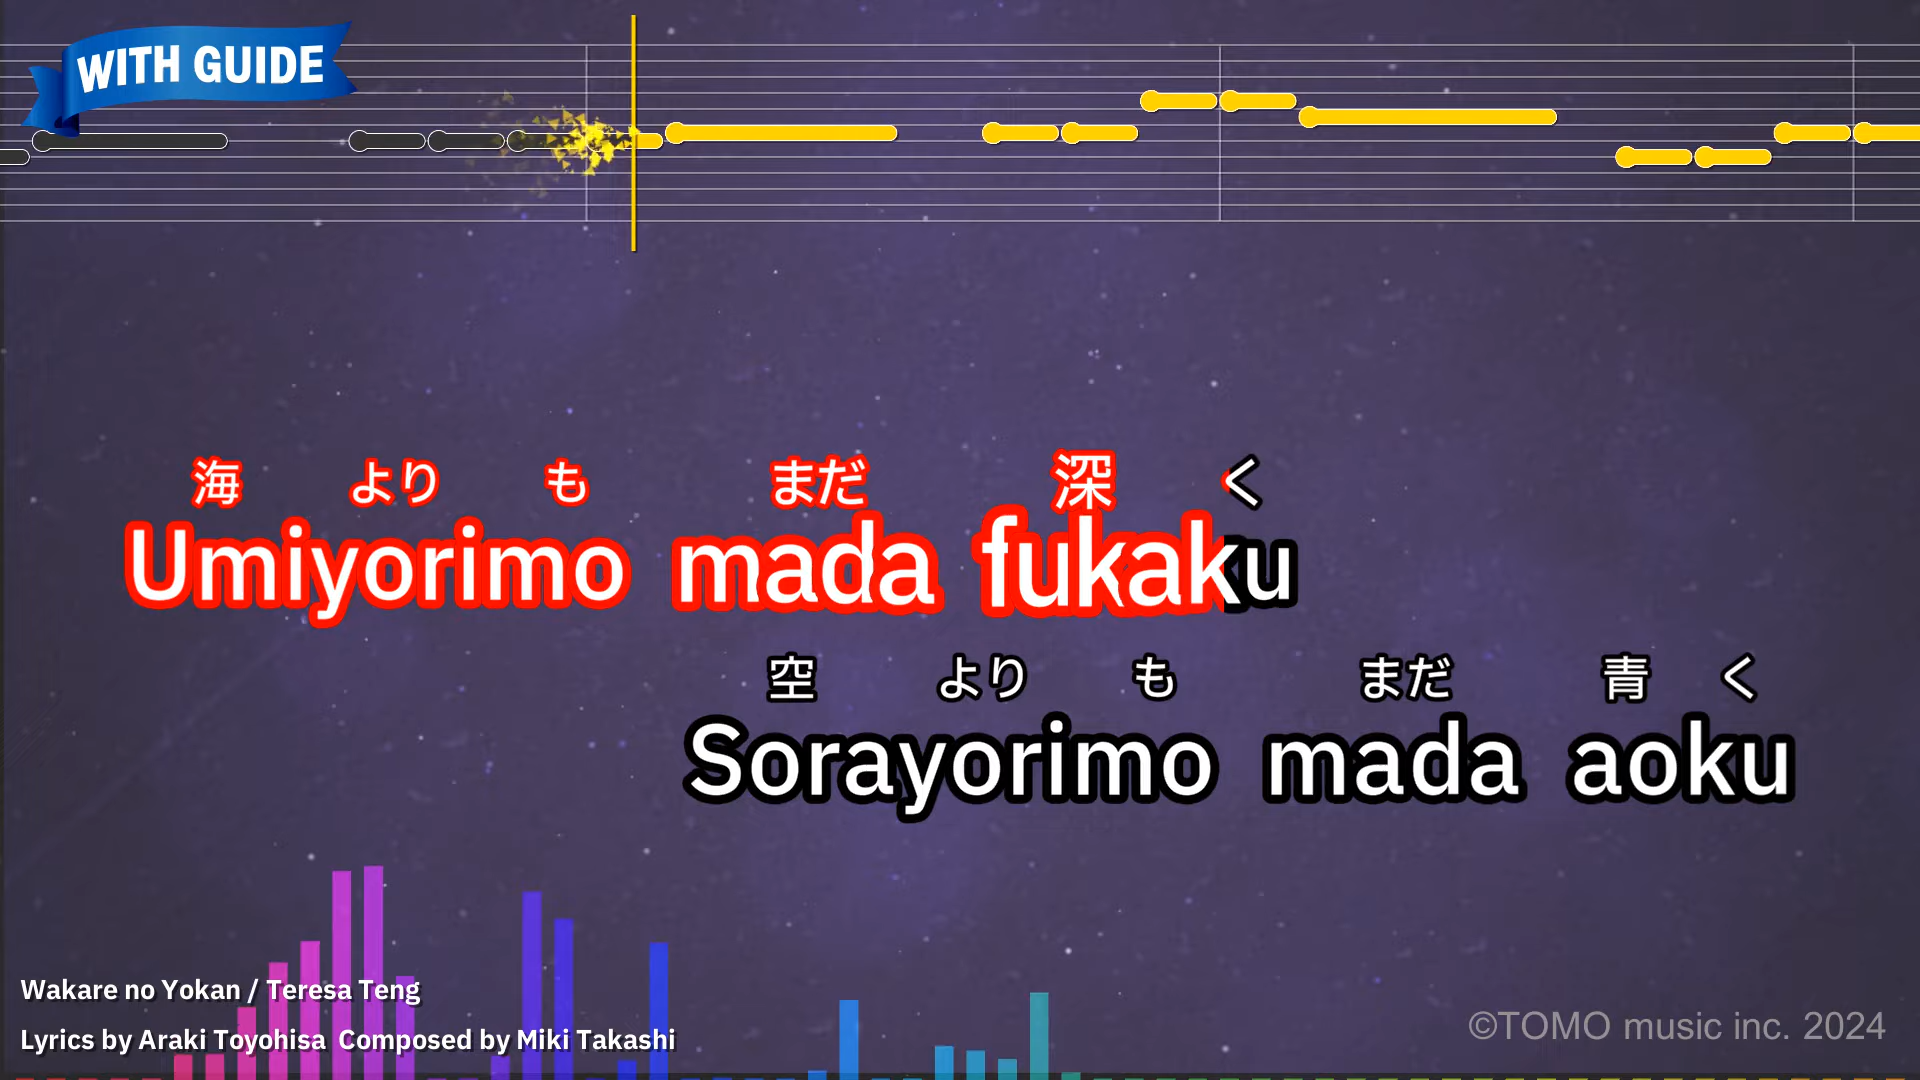 WITH GUIDE
海 より も まだ 深 く
Umiyorimo mada fukaku
空 より も まだ 青 く
Sorayorimo mada aoku
Wakare no Yokan / Teresa Teng
Lyrics by Araki Toyohisa Composed by Miki Takashi
©TOMO music inc. 2024